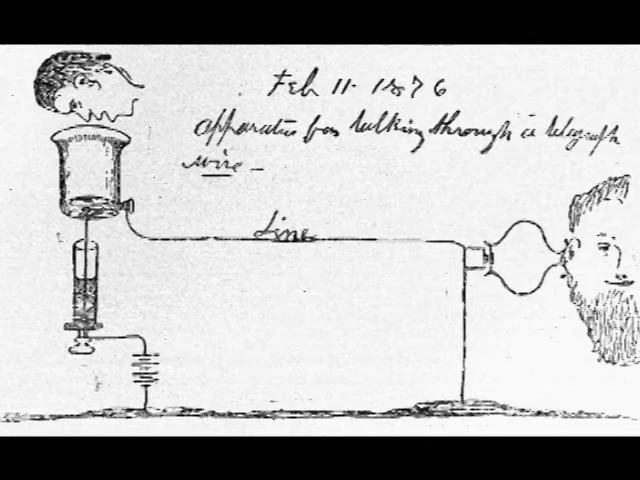 Feb 11. 1876
apparatus for talking through a telegraph
wire -
Line